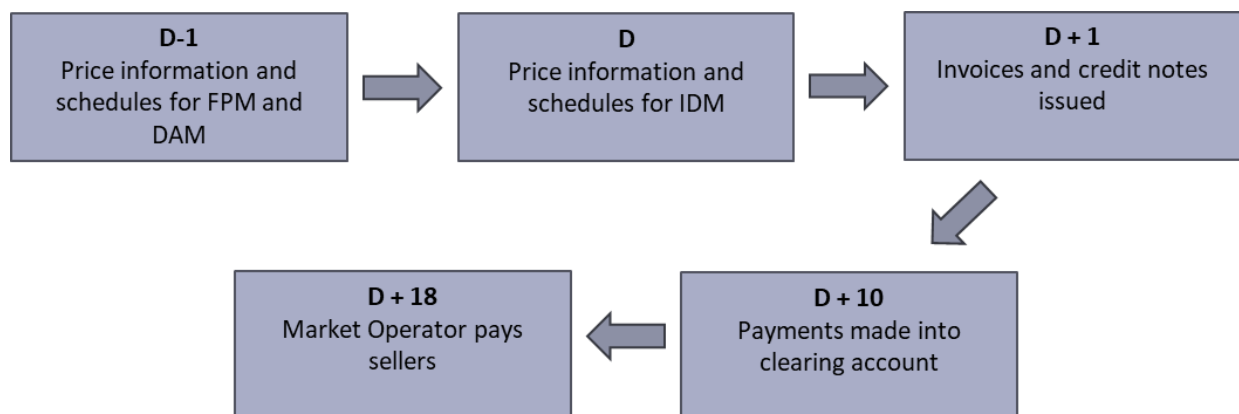 D-1
Price information and
schedules for FPM and
DAM
D
Price information and
schedules for IDM
D + 1
Invoices and credit notes
issued
D + 10
Payments made into
clearing account
D + 18
Market Operator pays
sellers